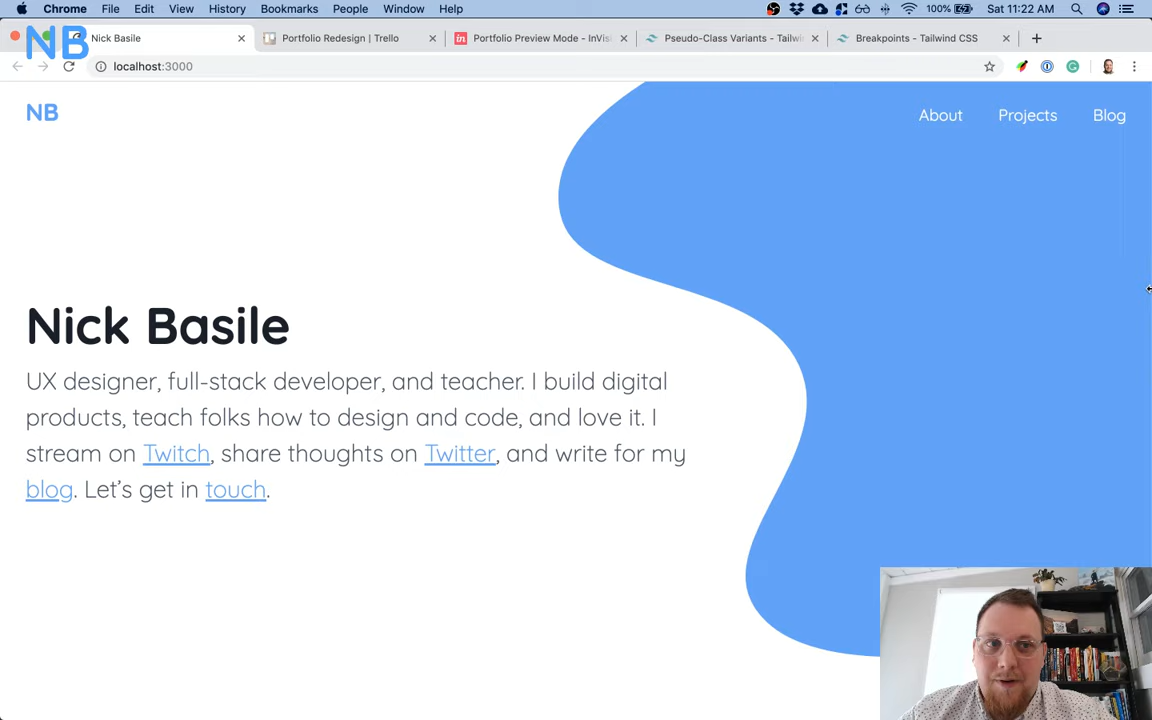 Chrome File Edit View History Bookmarks People Window Help 100% Sat 11:22 AM
NB
Nick Basile
Portfolio Redesign | Trello
Portfolio Preview Mode - InVis
Pseudo-Class Variants - Tailwi
Breakpoints - Tailwind CSS
localhost:3000
NB
About Projects Blog
Nick Basile
UX designer, full-stack developer, and teacher. I build digital
products, teach folks how to design and code, and love it. I
stream on Twitch, share thoughts on Twitter, and write for my
blog. Let’s get in touch.